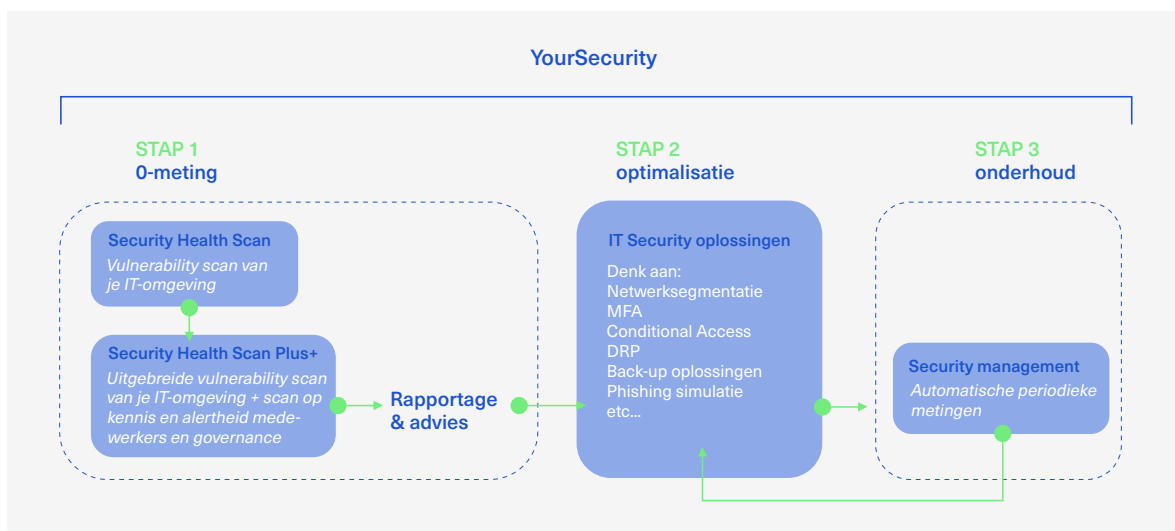 YourSecurity
STAP 1
0-meting
Security Health Scan
Vulnerability scan van
je IT-omgeving
Security Health Scan Plus+
Uitgebreide vulnerability scan
van je IT-omgeving + scan op
kennis en alertheid mede-
werkers en governance
Rapportage
& advies
STAP 2
optimalisatie
IT Security oplossingen
Denk aan:
Netwerksegmentatie
MFA
Conditional Access
DRP
Back-up oplossingen
Phishing simulatie
etc...
STAP 3
onderhoud
Security management
Automatische periodieke
metingen